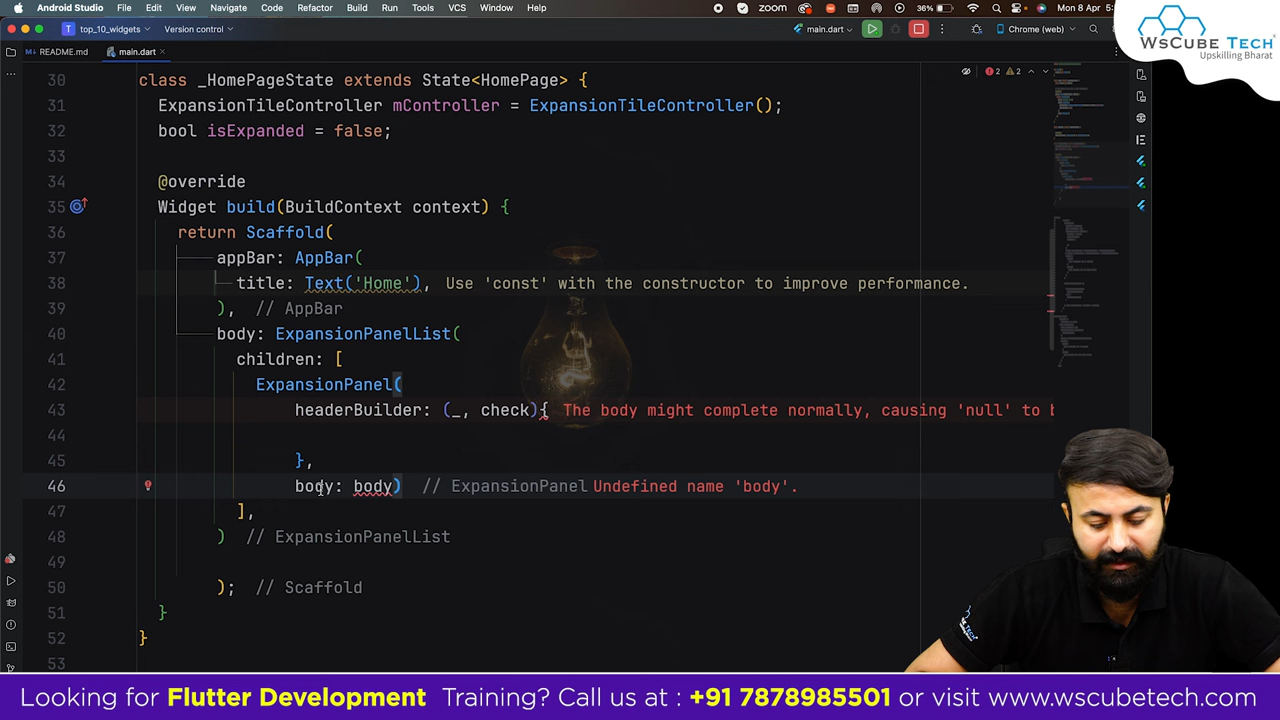 Android Studio File Edit View Navigate Code Refactor Build Run Tools VCS Window Help zoom 36% Mon 8 Apr 5:
T top_10_widgets Version control main.dart Chrome (web)
README.md main.dart
WSCUBE TECH
Upskilling Bharat
2 2
30 class _HomePageState extends State<HomePage> {
31 ExpansionTileController mController = ExpansionTileController();
32 bool isExpanded = false;
33
34 @override
35 Widget build(BuildContext context) {
36 return Scaffold(
37 appBar: AppBar(
38 title: Text('Home'), Use 'const' with the constructor to improve performance.
39 ), // AppBar
40 body: ExpansionPanelList(
41 children: [
42 ExpansionPanel(
43 headerBuilder: (_, check){ The body might complete normally, causing 'null' to b
44
45 },
46 body: body) // ExpansionPanel Undefined name 'body'.
47 ],
48 ) // ExpansionPanelList
49
50 ); // Scaffold
51 }
52 }
53
Looking for Flutter Development Training? Call us at : +91 7878985501 or visit www.wscubetech.com